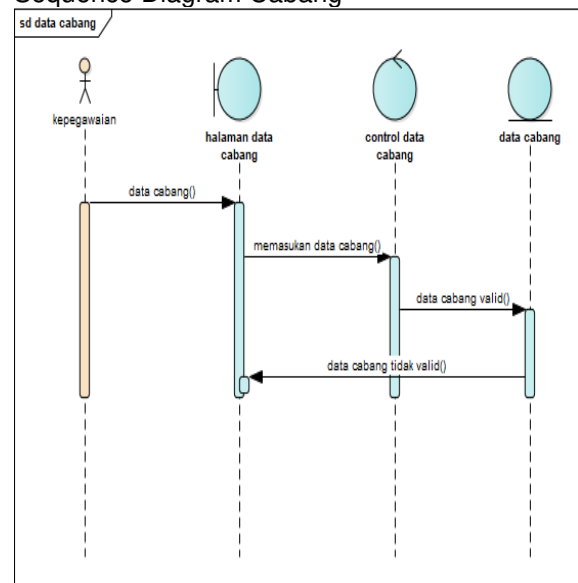 Sequence Diagram Cabang
sd data cabang
kepegawaian
halaman data
cabang
control data
cabang
data cabang
data cabang()
memasukan data cabang()
data cabang valid()
data cabang tidak valid()